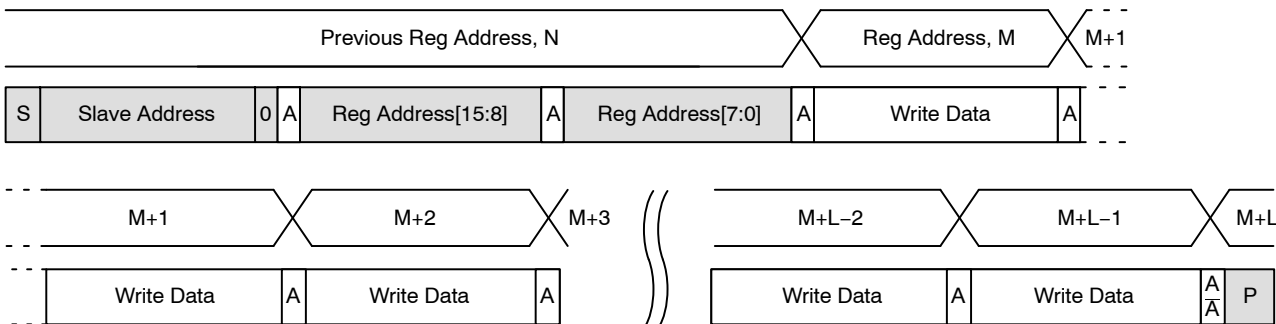 Previous Reg Address, N Reg Address, M M+1
S Slave Address 0 A Reg Address[15:8] A Reg Address[7:0] A Write Data A
M+1 M+2 M+3 M+L−2 M+L−1 M+L
Write Data A Write Data A Write Data A Write Data A/A̅ P